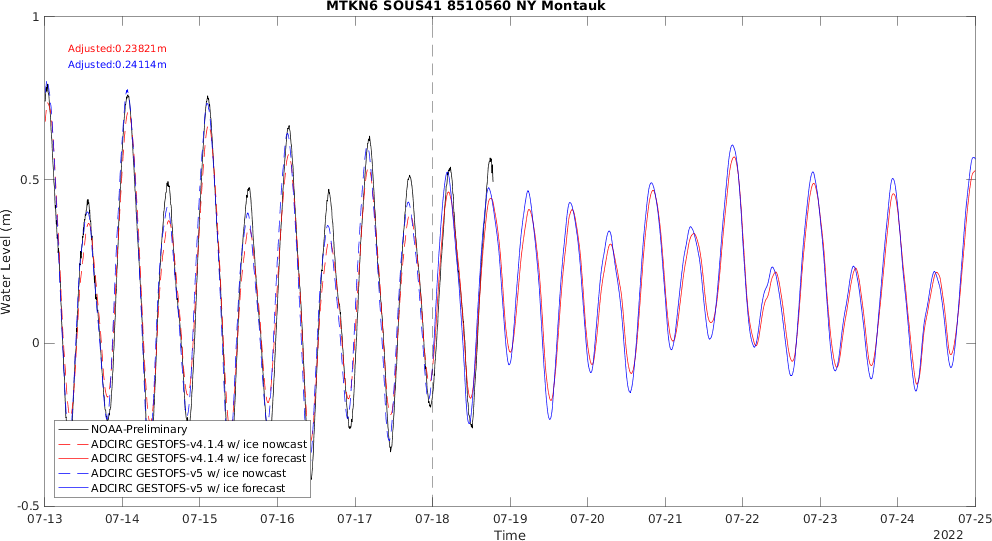 MTKN6 SOUS41 8510560 NY Montauk
1
Adjusted:0.23821m
Adjusted:0.24114m
0.5
Water Level (m)
0
NOAA-Preliminary
ADCIRC GESTOFS-v4.1.4 w/ ice nowcast
ADCIRC GESTOFS-v4.1.4 w/ ice forecast
ADCIRC GESTOFS-v5 w/ ice nowcast
ADCIRC GESTOFS-v5 w/ ice forecast
-0.5
07-13 07-14 07-15 07-16 07-17 07-18 07-19 07-20 07-21 07-22 07-23 07-24 07-25
Time 2022